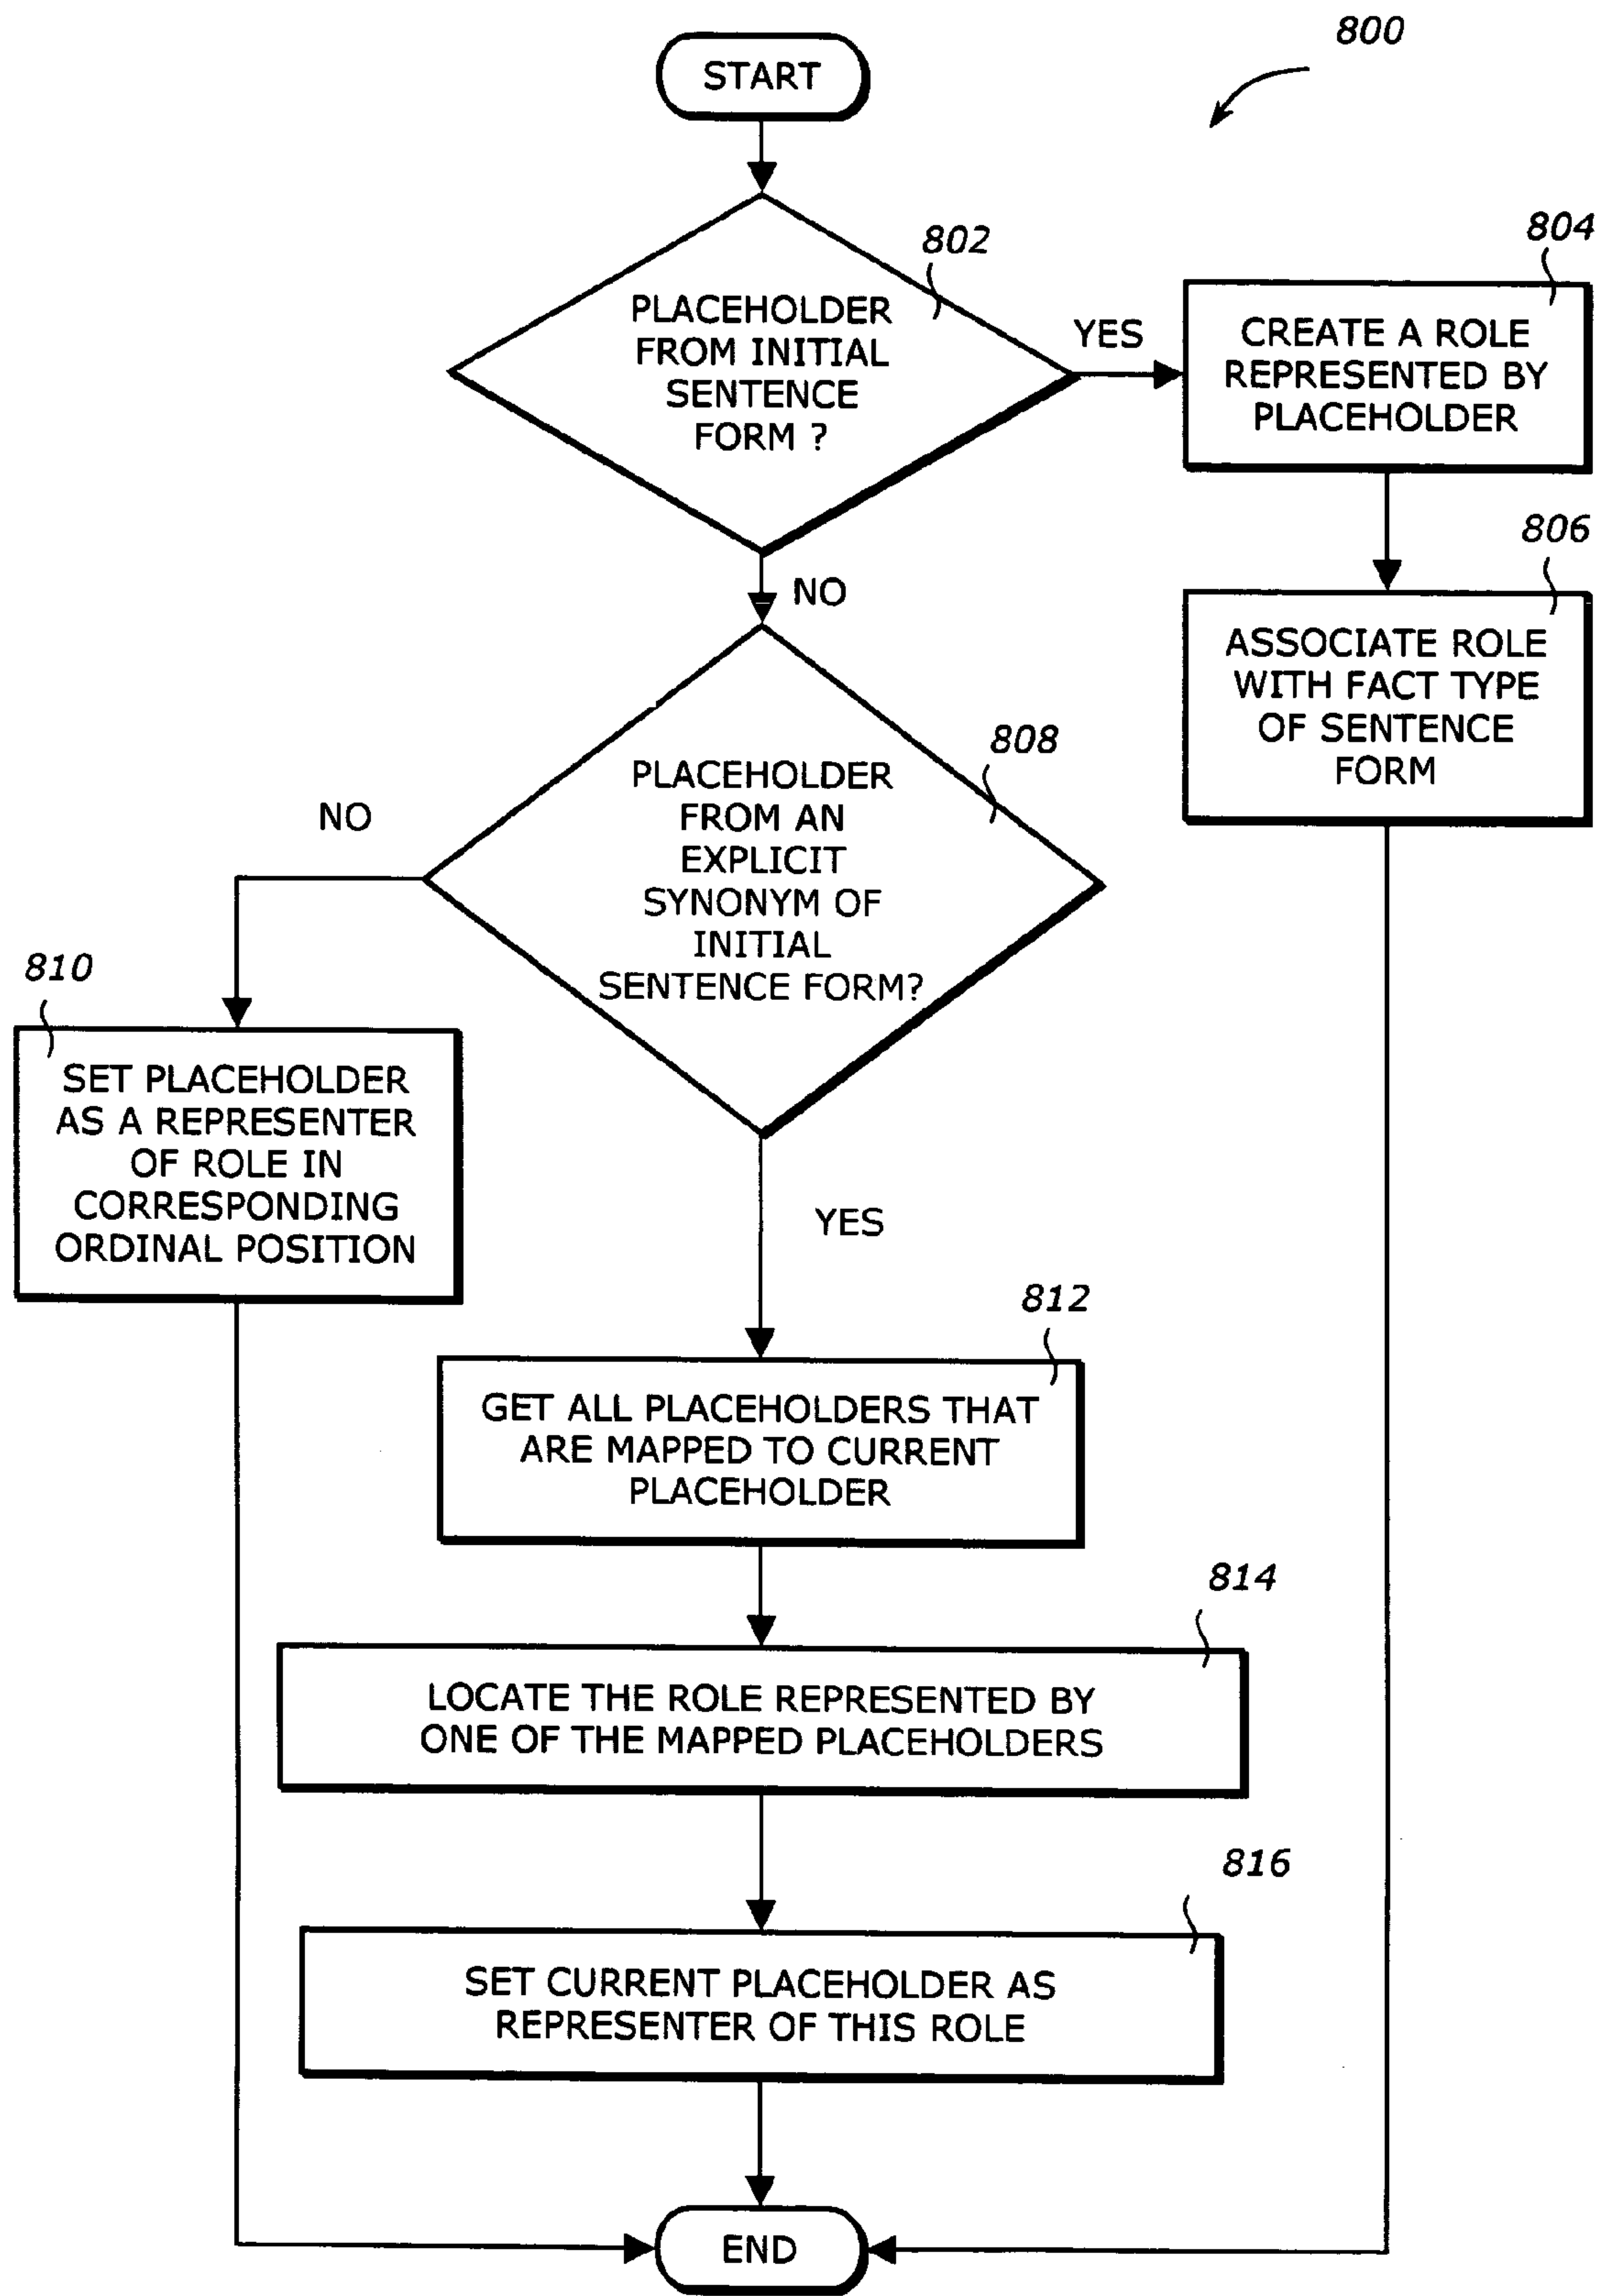 800
START
802
PLACEHOLDER
FROM INITIAL
SENTENCE
FORM ?
YES
804
CREATE A ROLE
REPRESENTED BY
PLACEHOLDER
806
ASSOCIATE ROLE
WITH FACT TYPE
OF SENTENCE
FORM
NO
808
PLACEHOLDER
FROM AN
EXPLICIT
SYNONYM OF
INITIAL
SENTENCE FORM?
NO
810
SET PLACEHOLDER
AS A REPRESENTER
OF ROLE IN
CORRESPONDING
ORDINAL POSITION
YES
812
GET ALL PLACEHOLDERS THAT
ARE MAPPED TO CURRENT
PLACEHOLDER
814
LOCATE THE ROLE REPRESENTED BY
ONE OF THE MAPPED PLACEHOLDERS
816
SET CURRENT PLACEHOLDER AS
REPRESENTER OF THIS ROLE
END